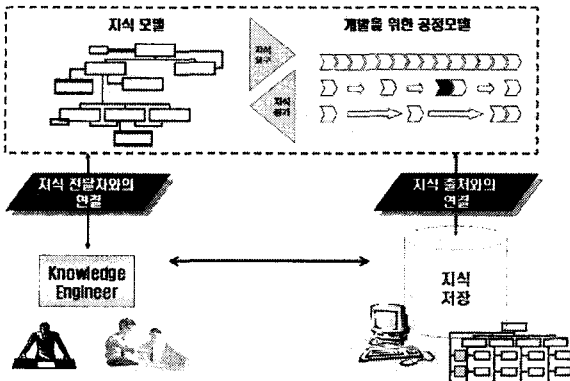 지식 모델
개발을 위한 공정모델
지식
요구
지식
지식 전달자와의
연결
지식 출처와의
연결
Knowledge
Engineer
지식
저장